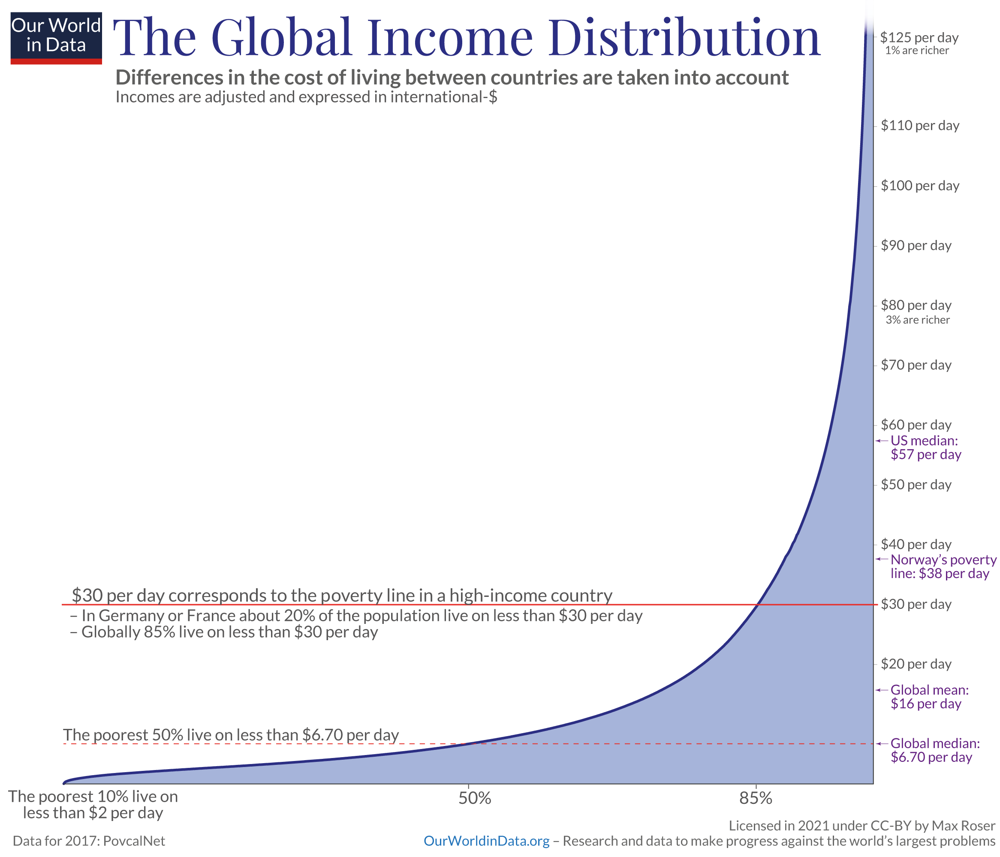 Our World
in Data
The Global Income Distribution
Differences in the cost of living between countries are taken into account
Incomes are adjusted and expressed in international-$
$125 per day
1% are richer
$110 per day
$100 per day
$90 per day
$80 per day
3% are richer
$70 per day
$60 per day
US median:
$57 per day
$50 per day
$40 per day
Norway’s poverty
line: $38 per day
$30 per day corresponds to the poverty line in a high-income country
$30 per day
– In Germany or France about 20% of the population live on less than $30 per day
– Globally 85% live on less than $30 per day
$20 per day
Global mean:
$16 per day
The poorest 50% live on less than $6.70 per day
Global median:
$6.70 per day
The poorest 10% live on
less than $2 per day
50%
85%
Licensed in 2021 under CC-BY by Max Roser
Data for 2017: PovcalNet
OurWorldinData.org – Research and data to make progress against the world’s largest problems